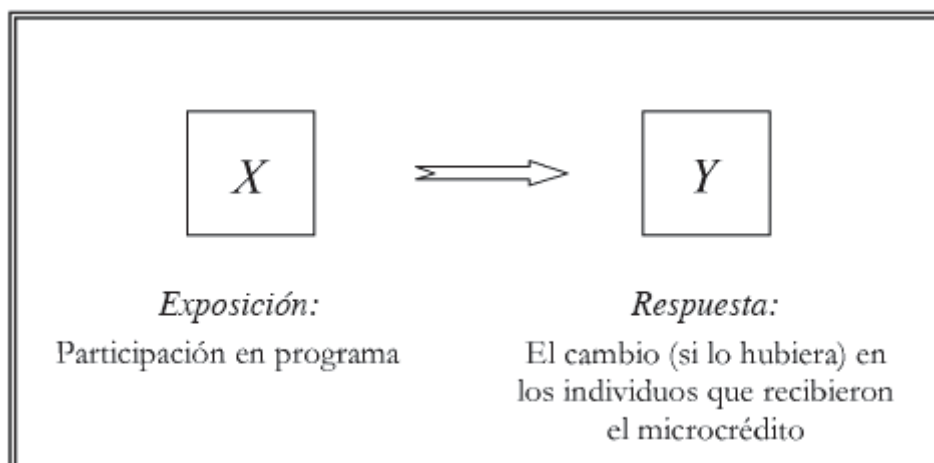 X
Y
Exposición:
Participación en programa
Respuesta:
El cambio (si lo hubiera) en
los individuos que recibieron
el microcrédito